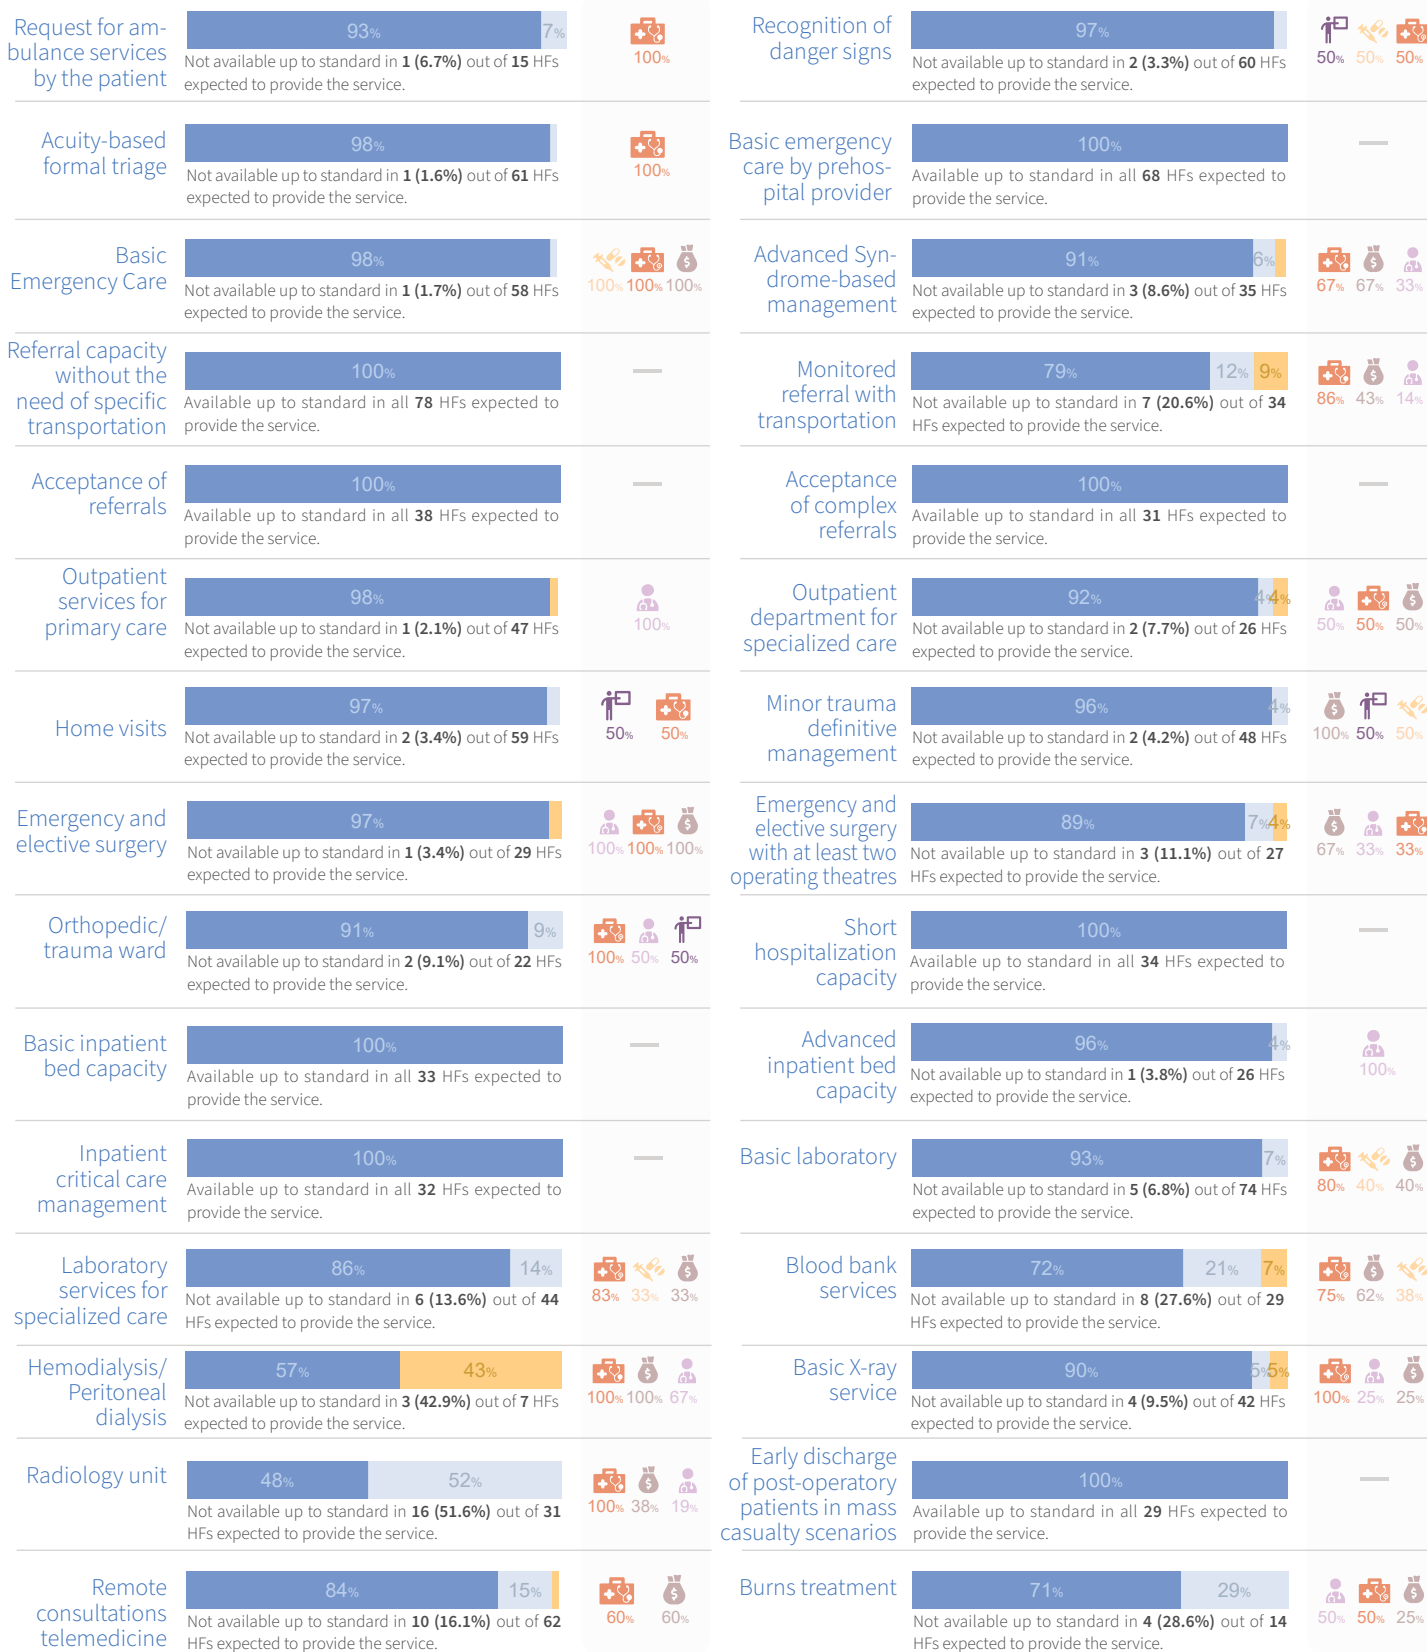 Request for am-
bulance services
by the patient
93%
7%
Not available up to standard in 1 (6.7%) out of 15 HFs
expected to provide the service.
100%
Recognition of
danger signs
97%
Not available up to standard in 2 (3.3%) out of 60 HFs
expected to provide the service.
50% 50% 50%
Acuity-based
formal triage
98%
Not available up to standard in 1 (1.6%) out of 61 HFs
expected to provide the service.
100%
Basic emergency
care by prehos-
pital provider
100%
Available up to standard in all 68 HFs expected to
provide the service.
Basic
Emergency Care
98%
Not available up to standard in 1 (1.7%) out of 58 HFs
expected to provide the service.
100% 100% 100%
Advanced Syn-
drome-based
management
91%
6%
Not available up to standard in 3 (8.6%) out of 35 HFs
expected to provide the service.
67% 67% 33%
Referral capacity
without the
need of specific
transportation
100%
Available up to standard in all 78 HFs expected to
provide the service.
Monitored
referral with
transportation
79%
12%
9%
Not available up to standard in 7 (20.6%) out of 34
HFs expected to provide the service.
86% 43% 14%
Acceptance of
referrals
100%
Available up to standard in all 38 HFs expected to
provide the service.
Acceptance
of complex
referrals
100%
Available up to standard in all 31 HFs expected to
provide the service.
Outpatient
services for
primary care
98%
Not available up to standard in 1 (2.1%) out of 47 HFs
expected to provide the service.
100%
Outpatient
department for
specialized care
92%
4%
4%
Not available up to standard in 2 (7.7%) out of 26 HFs
expected to provide the service.
50% 50% 50%
Home visits
97%
Not available up to standard in 2 (3.4%) out of 59 HFs
expected to provide the service.
50% 50%
Minor trauma
definitive
management
96%
4%
Not available up to standard in 2 (4.2%) out of 48 HFs
expected to provide the service.
100% 50% 50%
Emergency and
elective surgery
97%
Not available up to standard in 1 (3.4%) out of 29 HFs
expected to provide the service.
100% 100% 100%
Emergency and
elective surgery
with at least two
operating theatres
89%
7%
4%
Not available up to standard in 3 (11.1%) out of 27
HFs expected to provide the service.
67% 33% 33%
Orthopedic/
trauma ward
91%
9%
Not available up to standard in 2 (9.1%) out of 22 HFs
expected to provide the service.
100% 50% 50%
Short
hospitalization
capacity
100%
Available up to standard in all 34 HFs expected to
provide the service.
Basic inpatient
bed capacity
100%
Available up to standard in all 33 HFs expected to
provide the service.
Advanced
inpatient bed
capacity
96%
4%
Not available up to standard in 1 (3.8%) out of 26 HFs
expected to provide the service.
100%
Inpatient
critical care
management
100%
Available up to standard in all 32 HFs expected to
provide the service.
Basic laboratory
93%
7%
Not available up to standard in 5 (6.8%) out of 74 HFs
expected to provide the service.
80% 40% 40%
Laboratory
services for
specialized care
86%
14%
Not available up to standard in 6 (13.6%) out of 44
HFs expected to provide the service.
83% 33% 33%
Blood bank
services
72%
21%
7%
Not available up to standard in 8 (27.6%) out of 29
HFs expected to provide the service.
75% 62% 38%
Hemodialysis/
Peritoneal
dialysis
57%
43%
Not available up to standard in 3 (42.9%) out of 7 HFs
expected to provide the service.
100% 100% 67%
Basic X-ray
service
90%
5%
5%
Not available up to standard in 4 (9.5%) out of 42 HFs
expected to provide the service.
100% 25% 25%
Radiology unit
48%
52%
Not available up to standard in 16 (51.6%) out of 31
HFs expected to provide the service.
100% 38% 19%
Early discharge
of post-operatory
patients in mass
casualty scenarios
100%
Available up to standard in all 29 HFs expected to
provide the service.
Remote
consultations
telemedicine
84%
15%
Not available up to standard in 10 (16.1%) out of 62
HFs expected to provide the service.
60% 60%
Burns treatment
71%
29%
Not available up to standard in 4 (28.6%) out of 14
HFs expected to provide the service.
50% 50% 25%